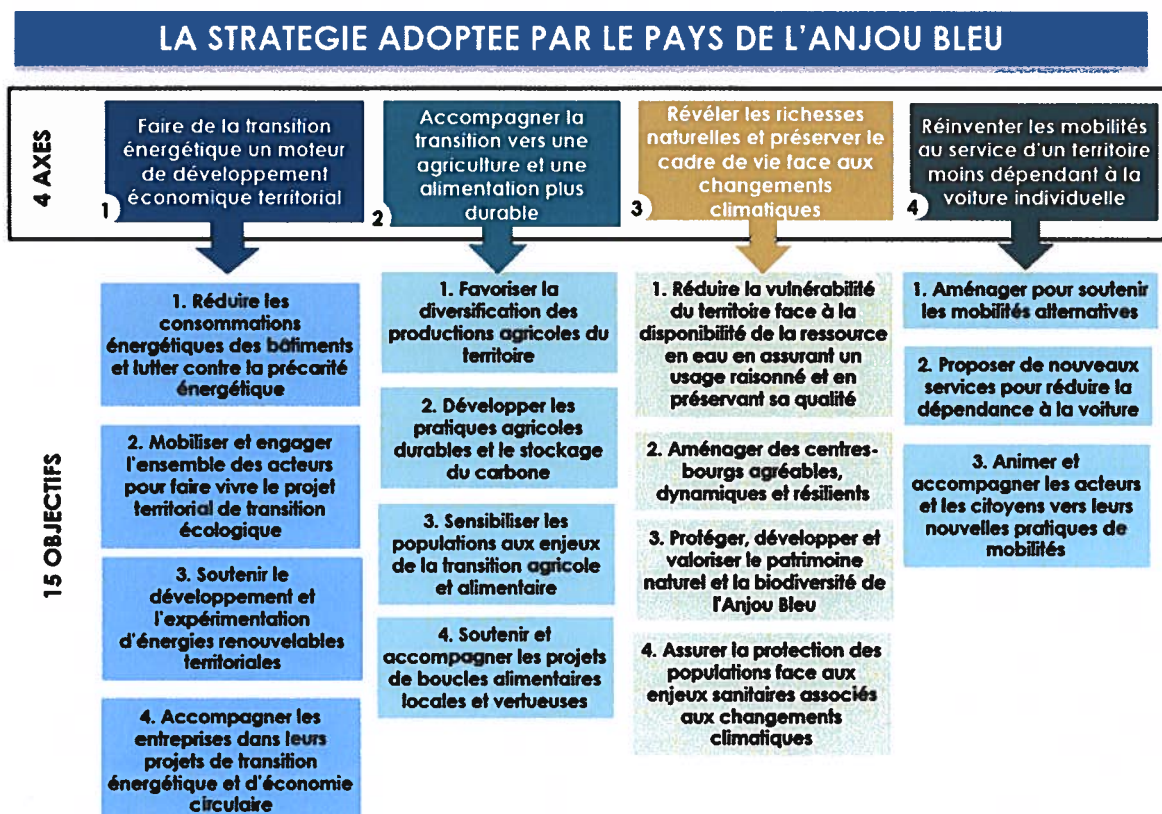 LA STRATEGIE ADOPTEE PAR LE PAYS DE L'ANJOU BLEU
4 AXES
Faire de la transition
énergétique un moteur
de développement
économique territorial
1
Accompagner la
transition vers une
agriculture et une
alimentation plus
durable
2
Révéler les richesses
naturelles et préserver le
cadre de vie face aux
changements
climatiques
3
Réinventer les mobilités
au service d'un territoire
moins dépendant à la
voiture individuelle
4
15 OBJECTIFS
1. Réduire les
consommations
énergétiques des bâtiments
et lutter contre la précarité
énergétique
2. Mobiliser et engager
l'ensemble des acteurs
pour faire vivre le projet
territorial de transition
écologique
3. Soutenir le
développement et
l'expérimentation
d'énergies renouvelables
territoriales
4. Accompagner les
entreprises dans leurs
projets de transition
énergétique et d'économie
circulaire
1. Favoriser la
diversification des
productions agricoles du
territoire
2. Développer les
pratiques agricoles
durables et le stockage
du carbone
3. Sensibiliser les
populations aux enjeux
de la transition agricole
et alimentaire
4. Soutenir et
accompagner les projets
de boucles alimentaires
locales et vertueuses
1. Réduire la vulnérabilité
du territoire face à la
disponibilité de la ressource
en eau en assurant un
usage raisonné et en
préservant sa qualité
2. Aménager des centres-
bourgs agréables,
dynamiques et résilients
3. Protéger, développer et
valoriser le patrimoine
naturel et la biodiversité de
l'Anjou Bleu
4. Assurer la protection des
populations face aux
enjeux sanitaires associés
aux changements
climatiques
1. Aménager pour soutenir
les mobilités alternatives
2. Proposer de nouveaux
services pour réduire la
dépendance à la voiture
3. Animer et
accompagner les acteurs
et les citoyens vers leurs
nouvelles pratiques de
mobilités